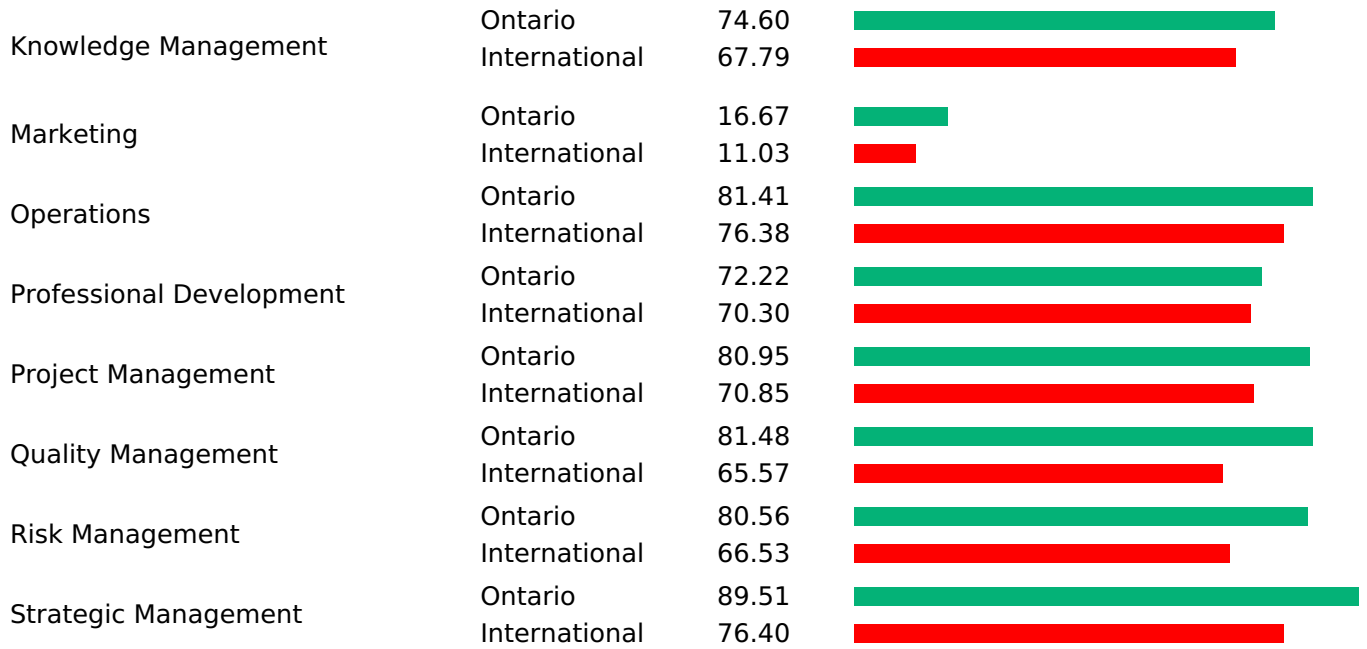 Knowledge Management
Ontario 74.60
International 67.79
Marketing
Ontario 16.67
International 11.03
Operations
Ontario 81.41
International 76.38
Professional Development
Ontario 72.22
International 70.30
Project Management
Ontario 80.95
International 70.85
Quality Management
Ontario 81.48
International 65.57
Risk Management
Ontario 80.56
International 66.53
Strategic Management
Ontario 89.51
International 76.40